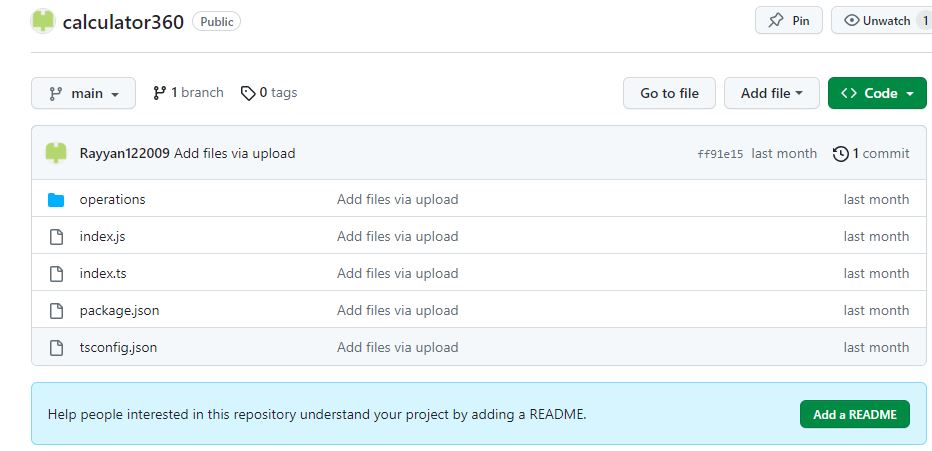 calculator360 Public Pin Unwatch 1
main 1 branch 0 tags Go to file Add file Code
Rayyan122009 Add files via upload ff91e15 last month 1 commit
operations Add files via upload last month
index.js Add files via upload last month
index.ts Add files via upload last month
package.json Add files via upload last month
tsconfig.json Add files via upload last month
Help people interested in this repository understand your project by adding a README. Add a README